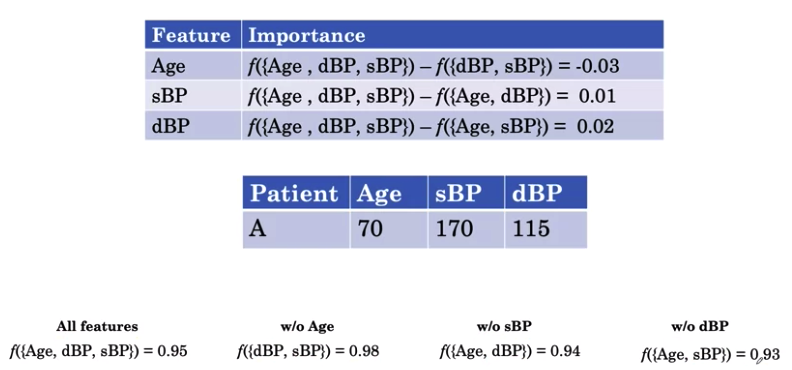 Feature Importance
Age f({Age , dBP, sBP}) – f({dBP, sBP}) = -0.03
sBP f({Age , dBP, sBP}) – f({Age, dBP}) = 0.01
dBP f({Age , dBP, sBP}) – f({Age, sBP}) = 0.02
Patient Age sBP dBP
A 70 170 115
All features w/o Age w/o sBP w/o dBP
f({Age, dBP, sBP}) = 0.95 f({dBP, sBP}) = 0.98 f({Age, dBP}) = 0.94 f({Age, sBP}) = 0.93